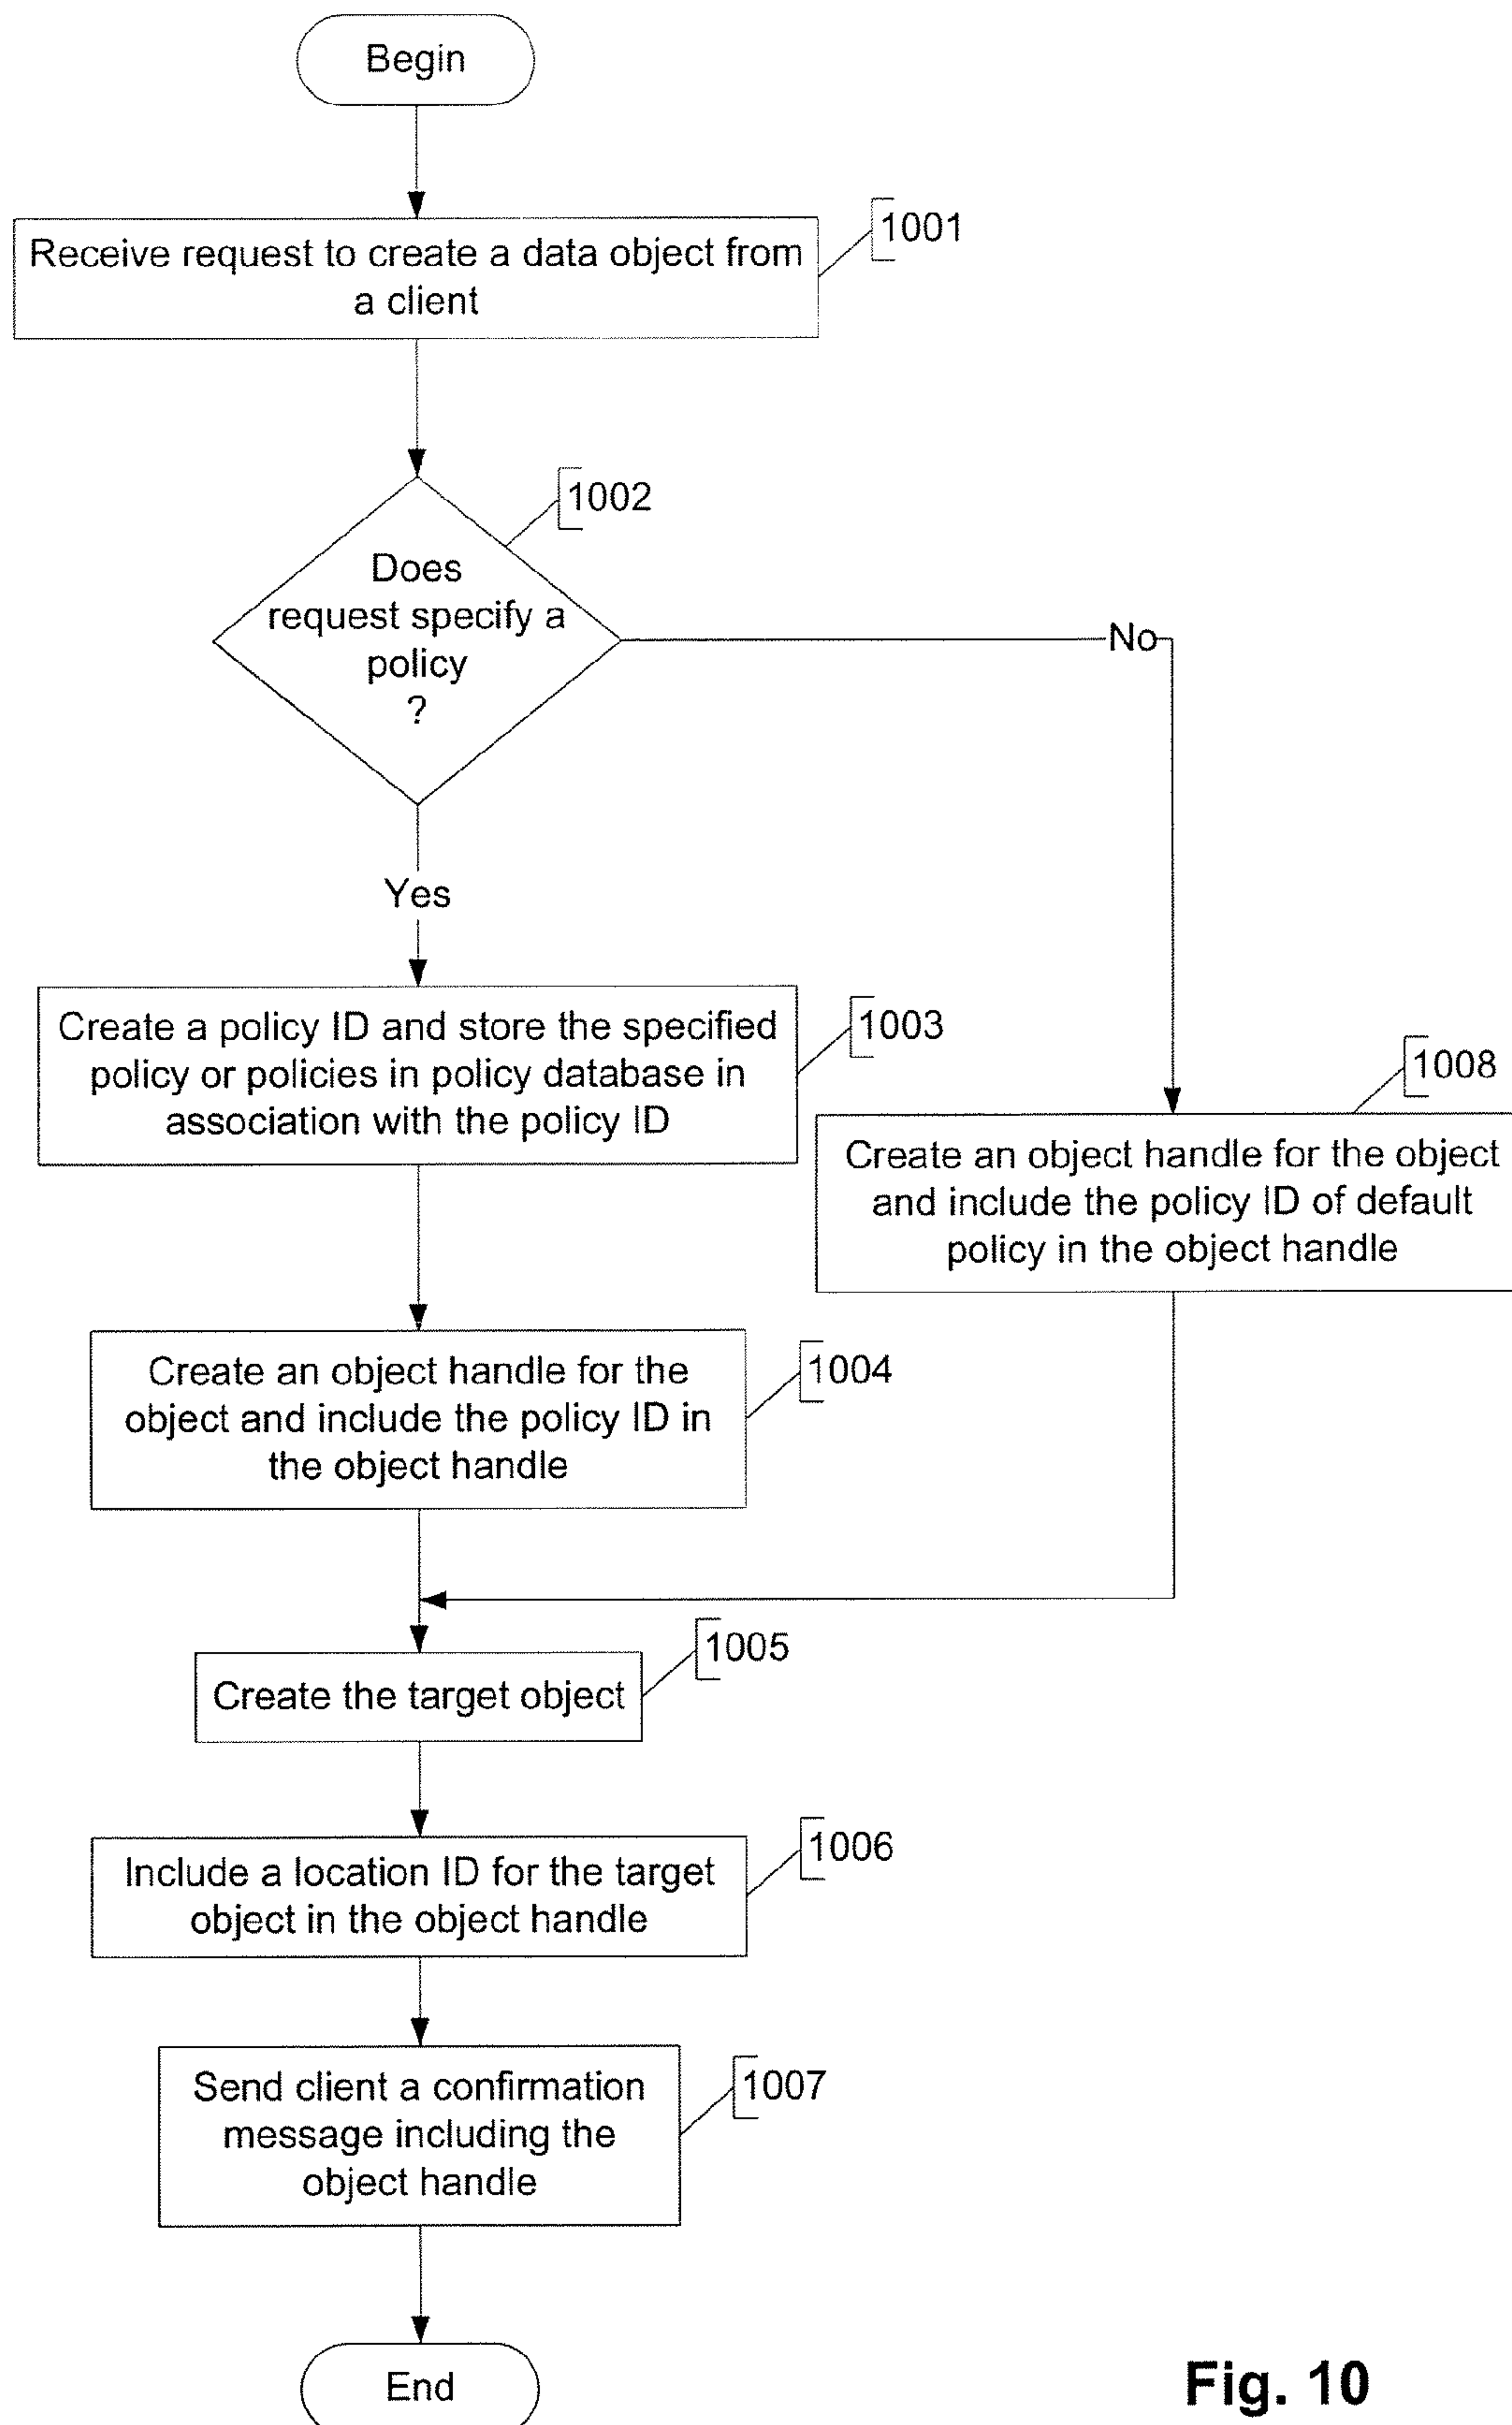 Begin
1001
Receive request to create a data object from
a client
1002
Does
request specify a
policy
?
No
Yes
1003
Create a policy ID and store the specified
policy or policies in policy database in
association with the policy ID
1008
Create an object handle for the object
and include the policy ID of default
policy in the object handle
1004
Create an object handle for the
object and include the policy ID in
the object handle
1005
Create the target object
1006
Include a location ID for the target
object in the object handle
1007
Send client a confirmation
message including the
object handle
End
Fig. 10